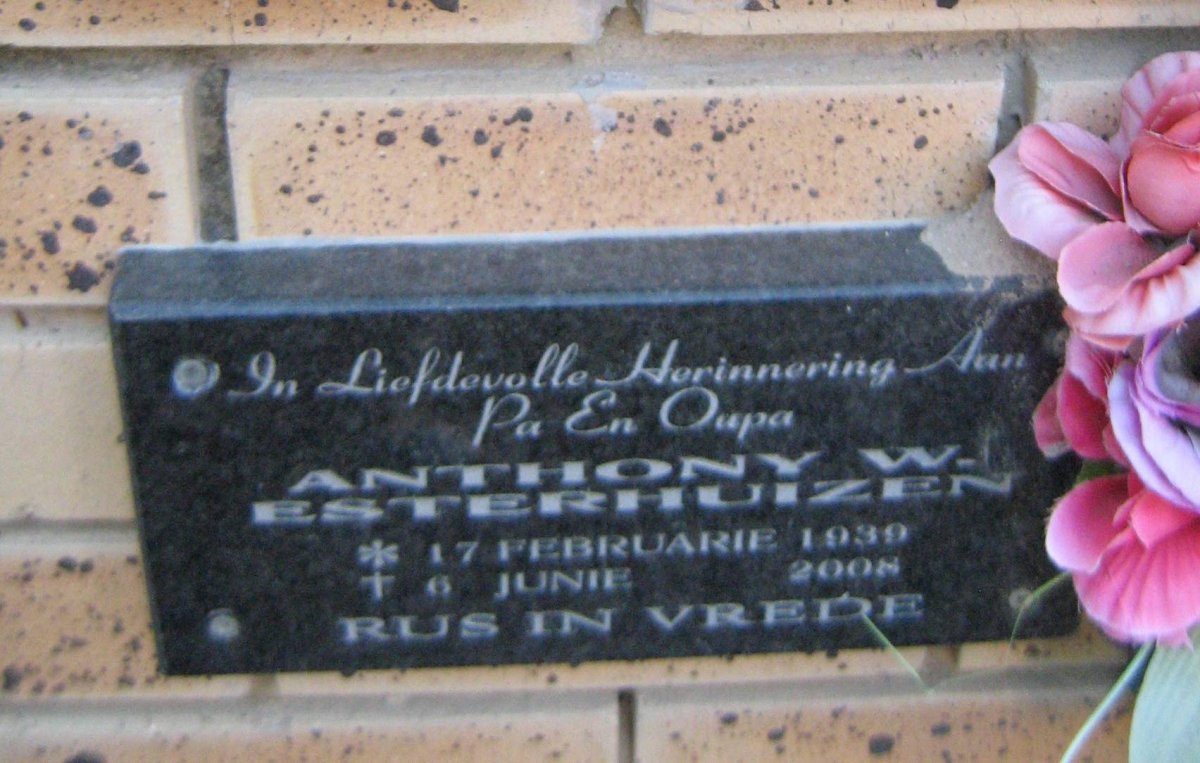 In Liefdevolle Herinnering Aan
Pa En Oupa
ANTHONY W.
ESTERHUIZEN
* 17 FEBRUARIE 1939
† 6 JUNIE 2008
RUS IN VREDE